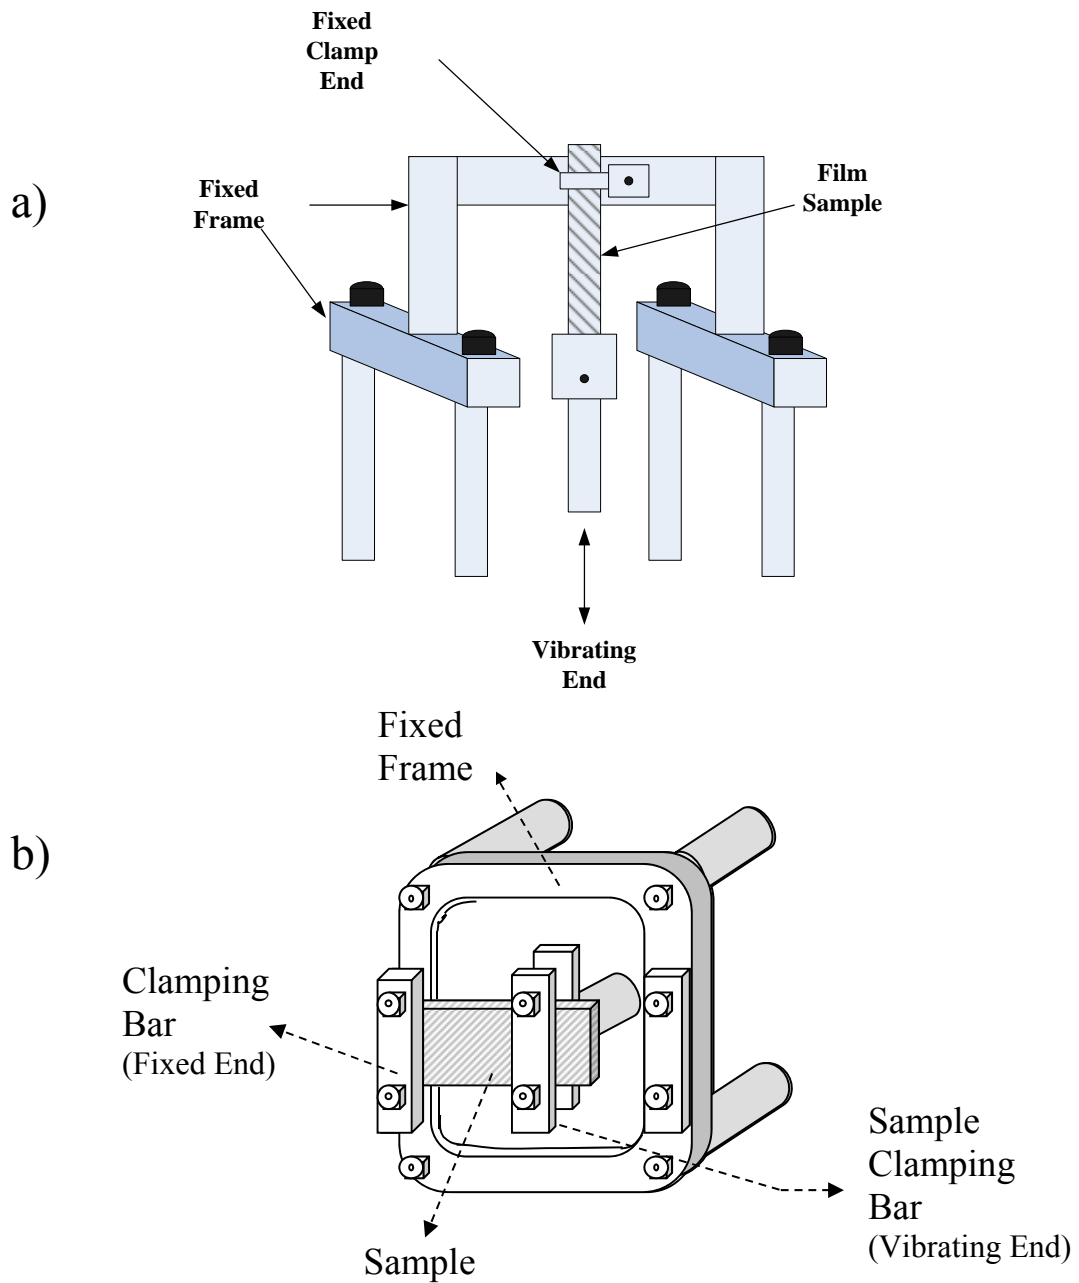 a)
Fixed
Clamp
End
Fixed
Frame
Film
Sample
Vibrating
End
b)
Fixed
Frame
Clamping
Bar
(Fixed End)
Sample
Clamping
Bar
(Vibrating End)
Sample